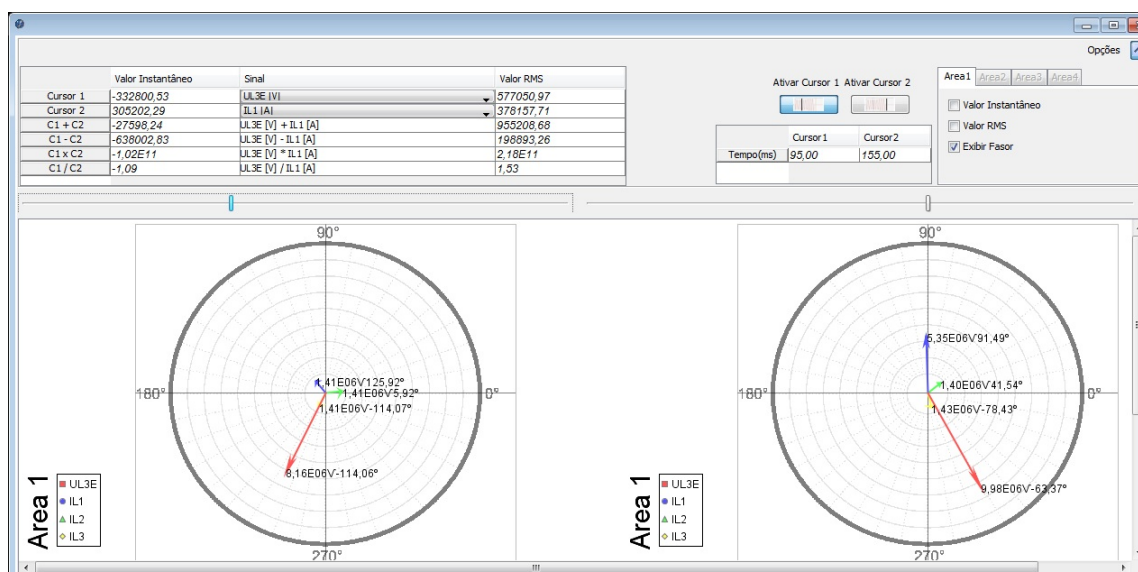 Opções
Valor Instantâneo Sinal Valor RMS
Cursor 1 -332800,53 UL3E [V] 577050,97
Cursor 2 305202,29 IL1 [A] 378157,71
C1 + C2 -27598,24 UL3E [V] + IL1 [A] 955208,68
C1 - C2 -638002,83 UL3E [V] - IL1 [A] 198893,26
C1 x C2 -1,02E11 UL3E [V] * IL1 [A] 2,18E11
C1 / C2 -1,09 UL3E [V] / IL1 [A] 1,53
Ativar Cursor 1 Ativar Cursor 2
Cursor1 Cursor2
Tempo(ms) 95,00 155,00
Area1 Area2 Area3 Area4
Valor Instantâneo
Valor RMS
Exibir Fasor
90°
180°
0°
270°
1,41E06V125,92°
1,41E06V5,92°
1,41E06V-114,07°
8,16E06V-114,06°
Area 1
UL3E
IL1
IL2
IL3
90°
180°
0°
270°
5,35E06V91,49°
1,40E06V41,54°
1,43E06V-78,43°
9,98E06V-63,37°
Area 1
UL3E
IL1
IL2
IL3